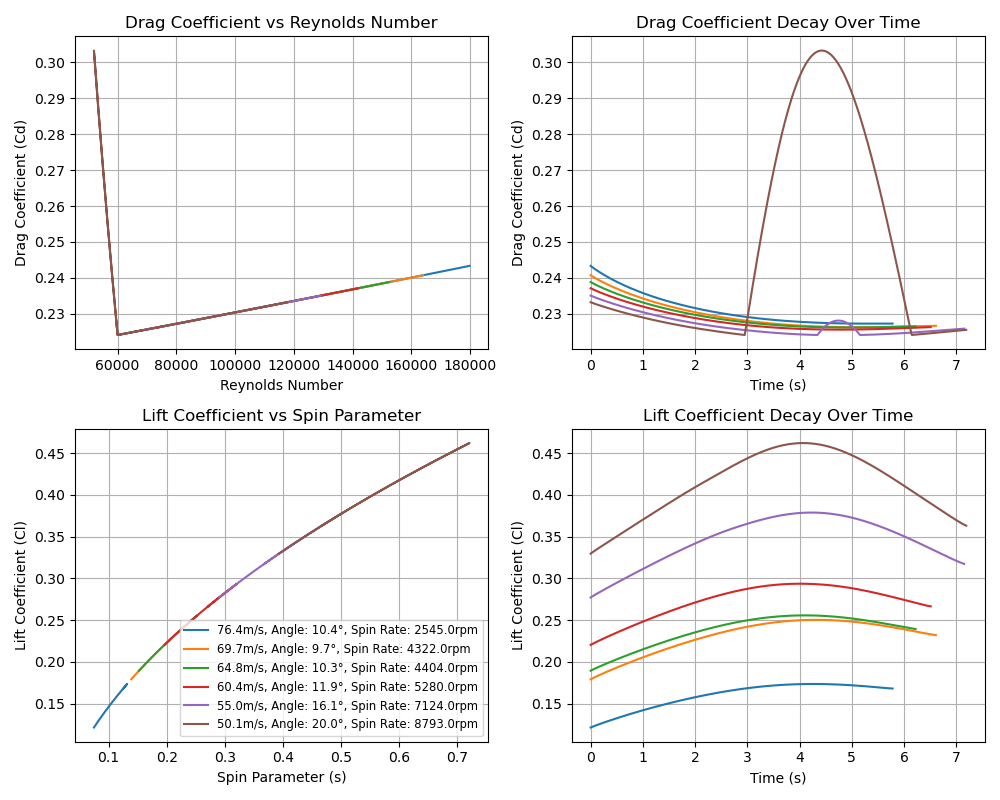 Drag Coefficient vs Reynolds Number
Drag Coefficient (Cd)
0.30
0.29
0.28
0.27
0.26
0.25
0.24
0.23
60000 80000 100000 120000 140000 160000 180000
Reynolds Number
Drag Coefficient Decay Over Time
Drag Coefficient (Cd)
0.30
0.29
0.28
0.27
0.26
0.25
0.24
0.23
0 1 2 3 4 5 6 7
Time (s)
Lift Coefficient vs Spin Parameter
Lift Coefficient (Cl)
0.45
0.40
0.35
0.30
0.25
0.20
0.15
76.4m/s, Angle: 10.4°, Spin Rate: 2545.0rpm
69.7m/s, Angle: 9.7°, Spin Rate: 4322.0rpm
64.8m/s, Angle: 10.3°, Spin Rate: 4404.0rpm
60.4m/s, Angle: 11.9°, Spin Rate: 5280.0rpm
55.0m/s, Angle: 16.1°, Spin Rate: 7124.0rpm
50.1m/s, Angle: 20.0°, Spin Rate: 8793.0rpm
0.1 0.2 0.3 0.4 0.5 0.6 0.7
Spin Parameter (s)
Lift Coefficient Decay Over Time
Lift Coefficient (Cl)
0.45
0.40
0.35
0.30
0.25
0.20
0.15
0 1 2 3 4 5 6 7
Time (s)